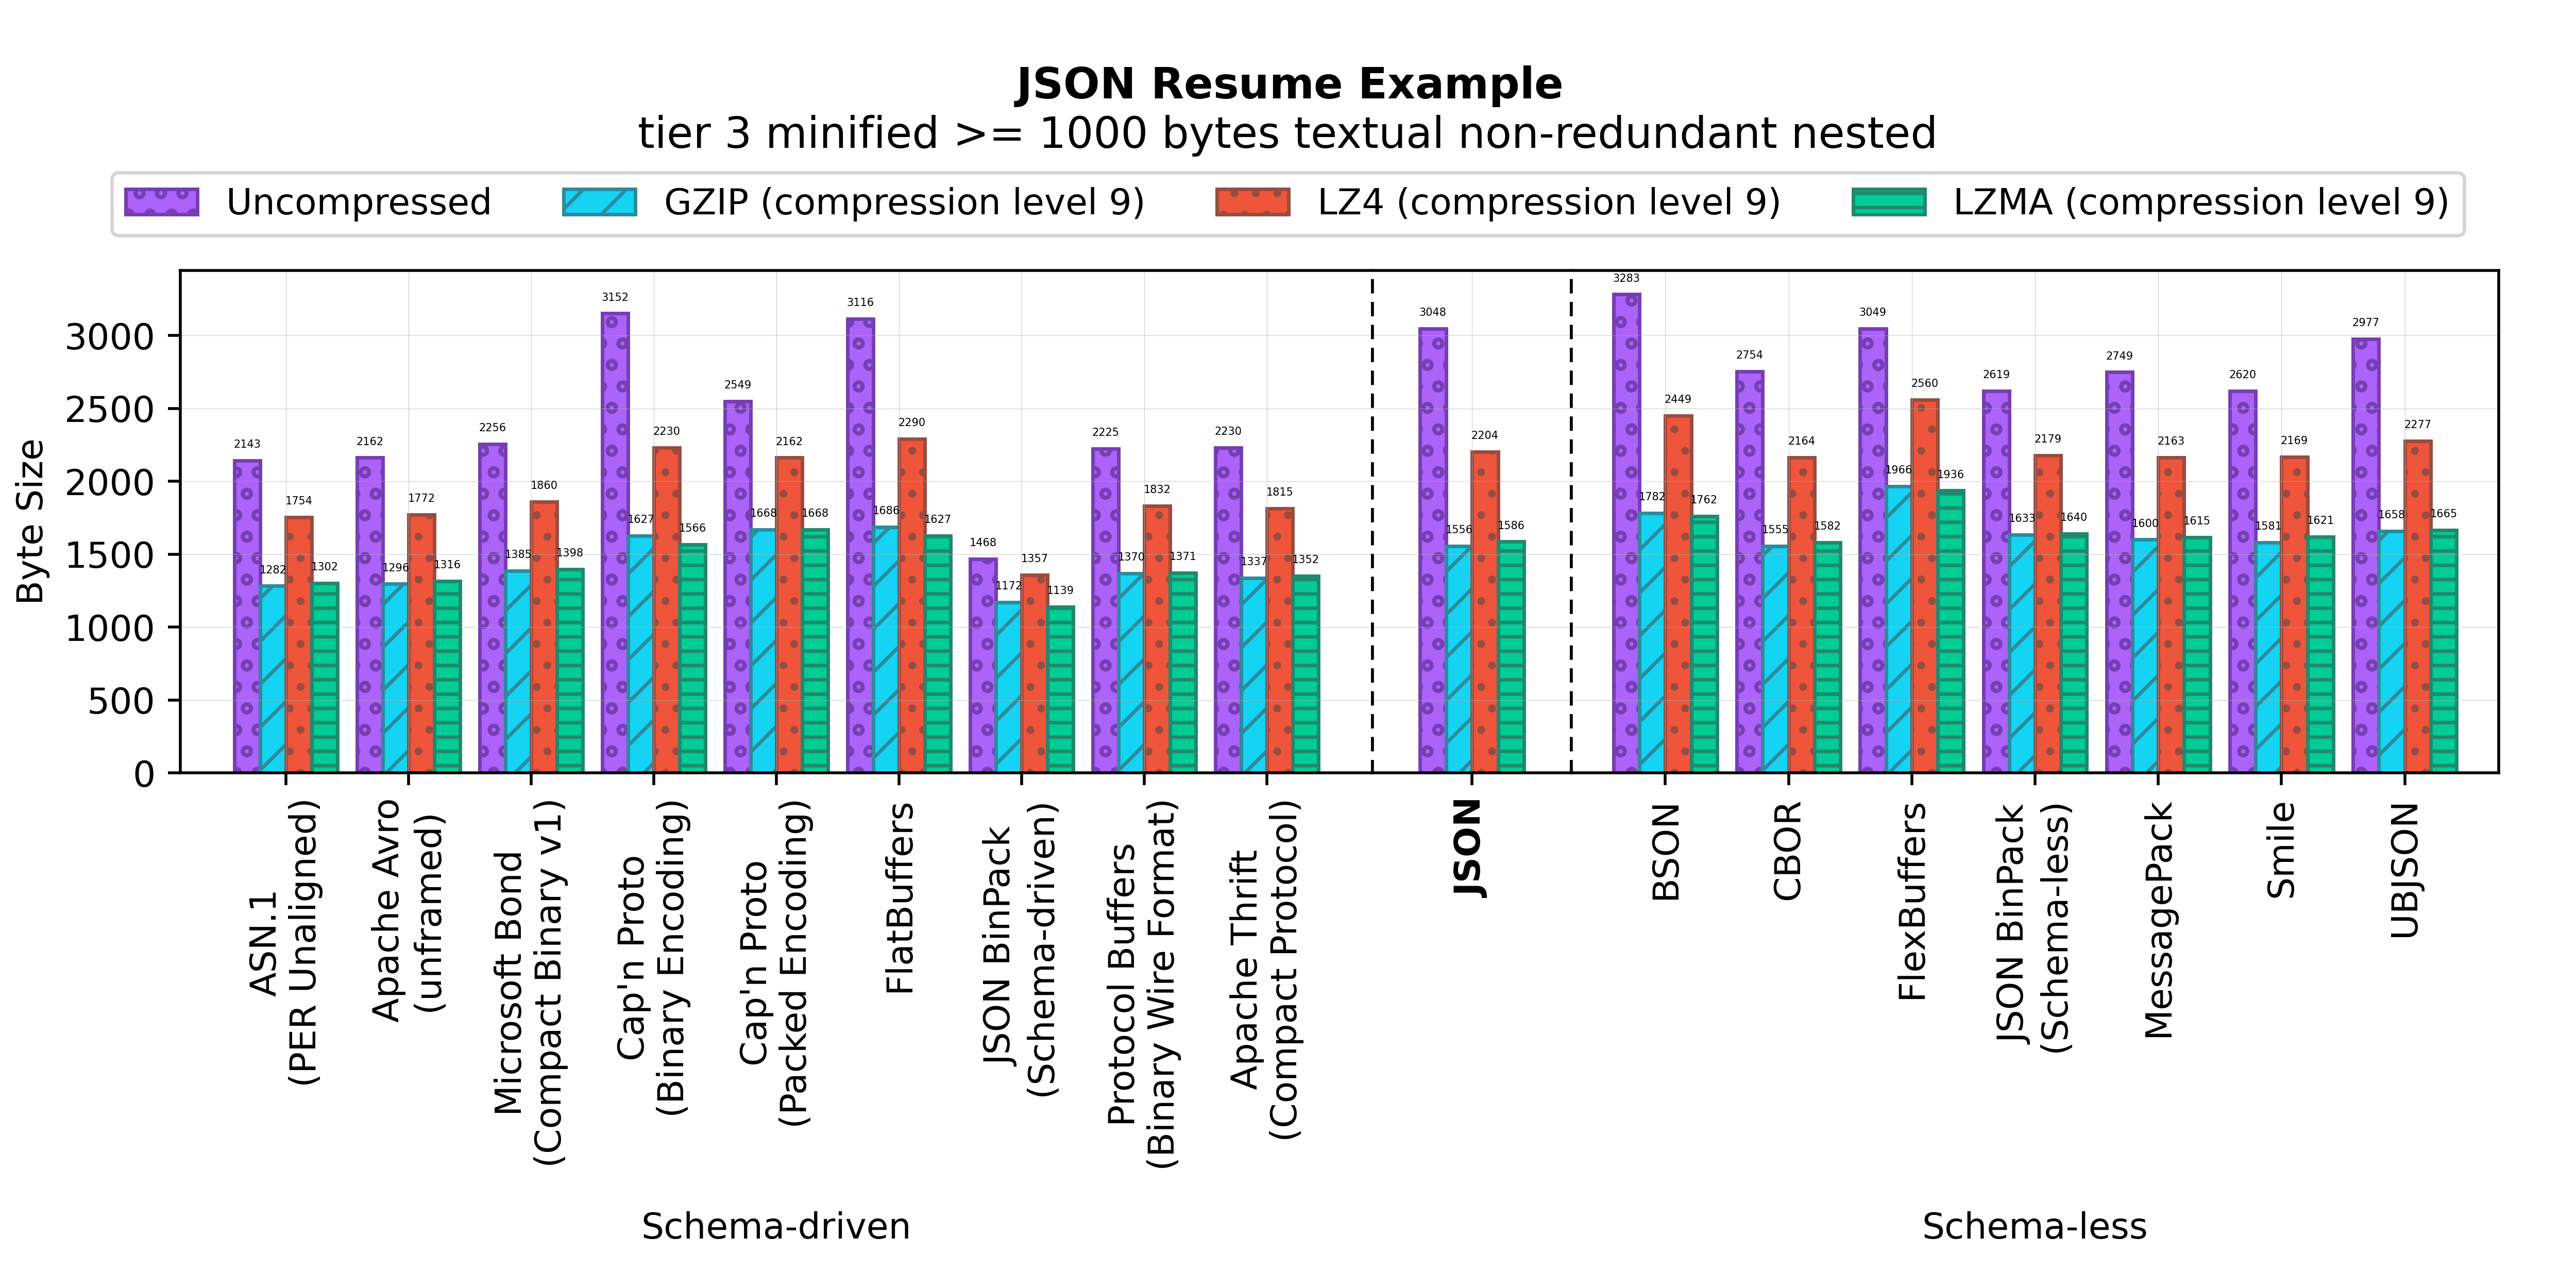 JSON Resume Example
tier 3 minified >= 1000 bytes textual non-redundant nested
Uncompressed
GZIP (compression level 9)
LZ4 (compression level 9)
LZMA (compression level 9)
Byte Size
3000
2500
2000
1500
1000
500
0
2143
1282
1754
1302
2162
1296
1772
1316
2256
1385
1860
1398
3152
1627
2230
1566
2549
1668
2162
1668
3116
1686
2290
1627
1468
1172
1357
1139
2225
1370
1832
1371
2230
1337
1815
1352
3048
1556
2204
1586
3283
1782
2449
1762
2754
1555
2164
1582
3049
1966
2560
1936
2619
1633
2179
1640
2749
1600
2163
1615
2620
1581
2169
1621
2977
1658
2277
1665
ASN.1
(PER Unaligned)
Apache Avro
(unframed)
Microsoft Bond
(Compact Binary v1)
Cap'n Proto
(Binary Encoding)
Cap'n Proto
(Packed Encoding)
FlatBuffers
JSON BinPack
(Schema-driven)
Protocol Buffers
(Binary Wire Format)
Apache Thrift
(Compact Protocol)
JSON
BSON
CBOR
FlexBuffers
JSON BinPack
(Schema-less)
MessagePack
Smile
UBJSON
Schema-driven
Schema-less